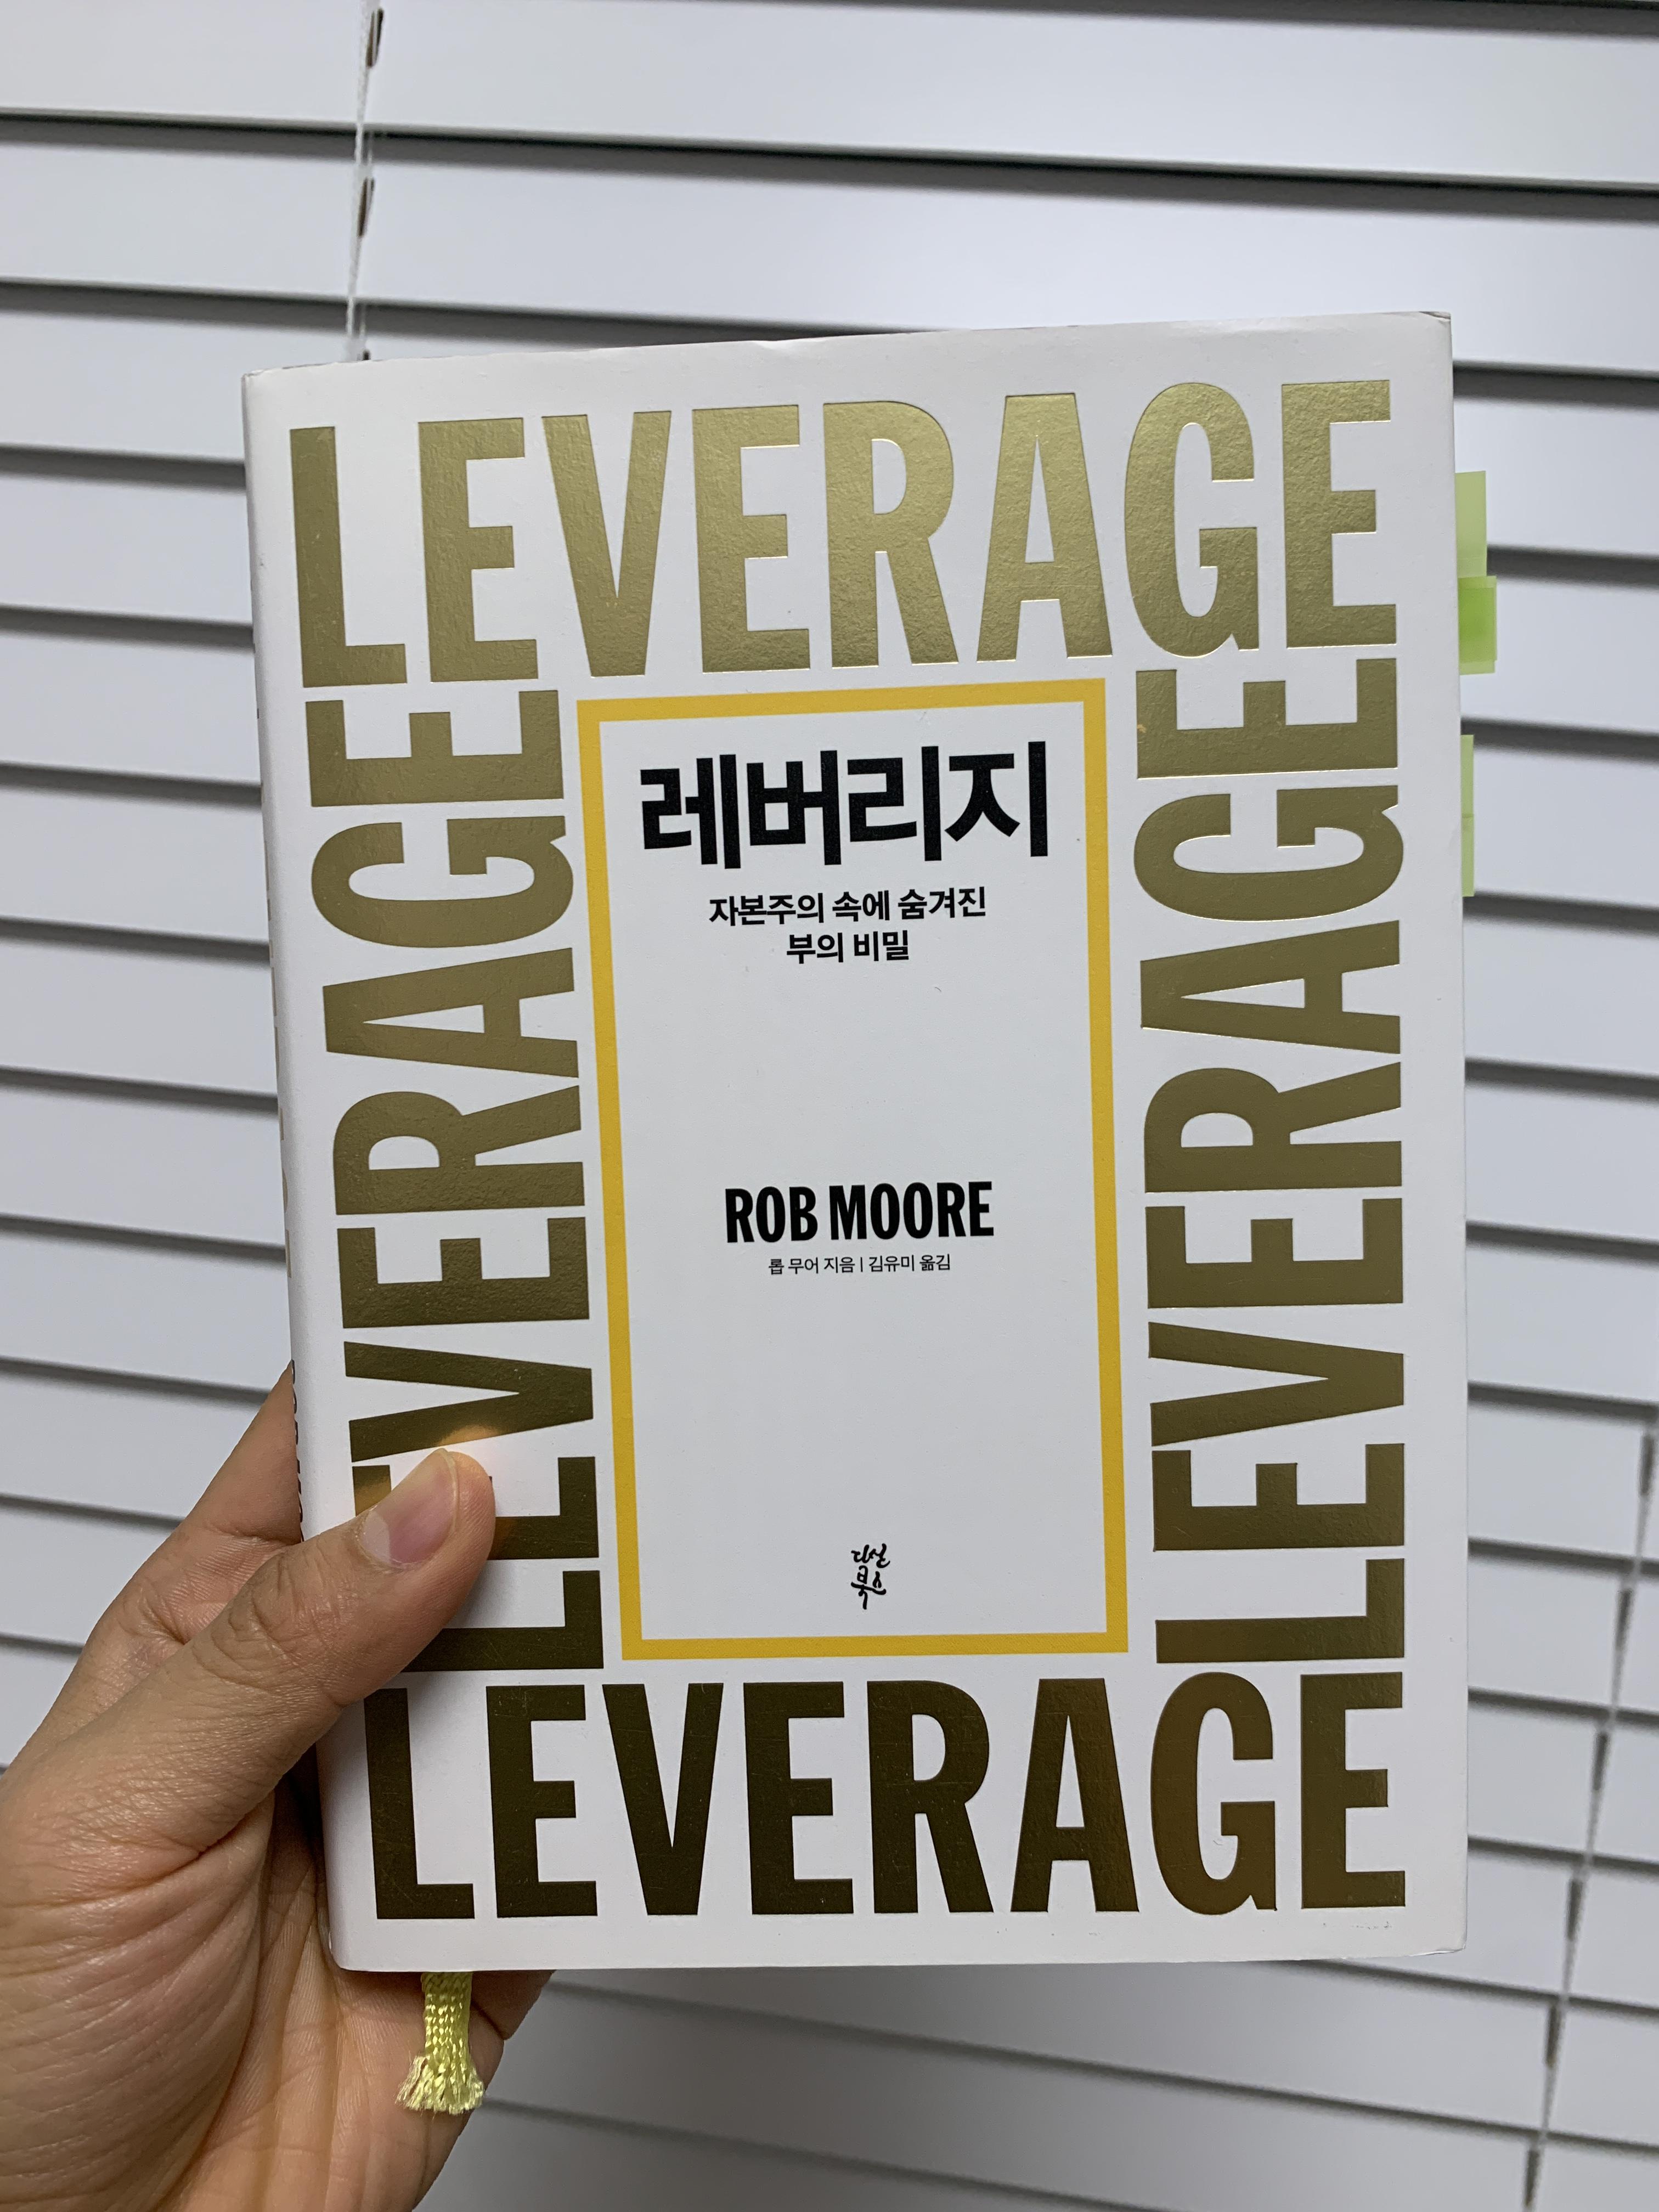 LEVERAGE
LEVERAGE
레버리지
자본주의 속에 숨겨진
부의 비밀
ROB MOORE
롭 무어 지음 | 김유미 옮김
다산
북스
LEVERAGE
LEVERAGE